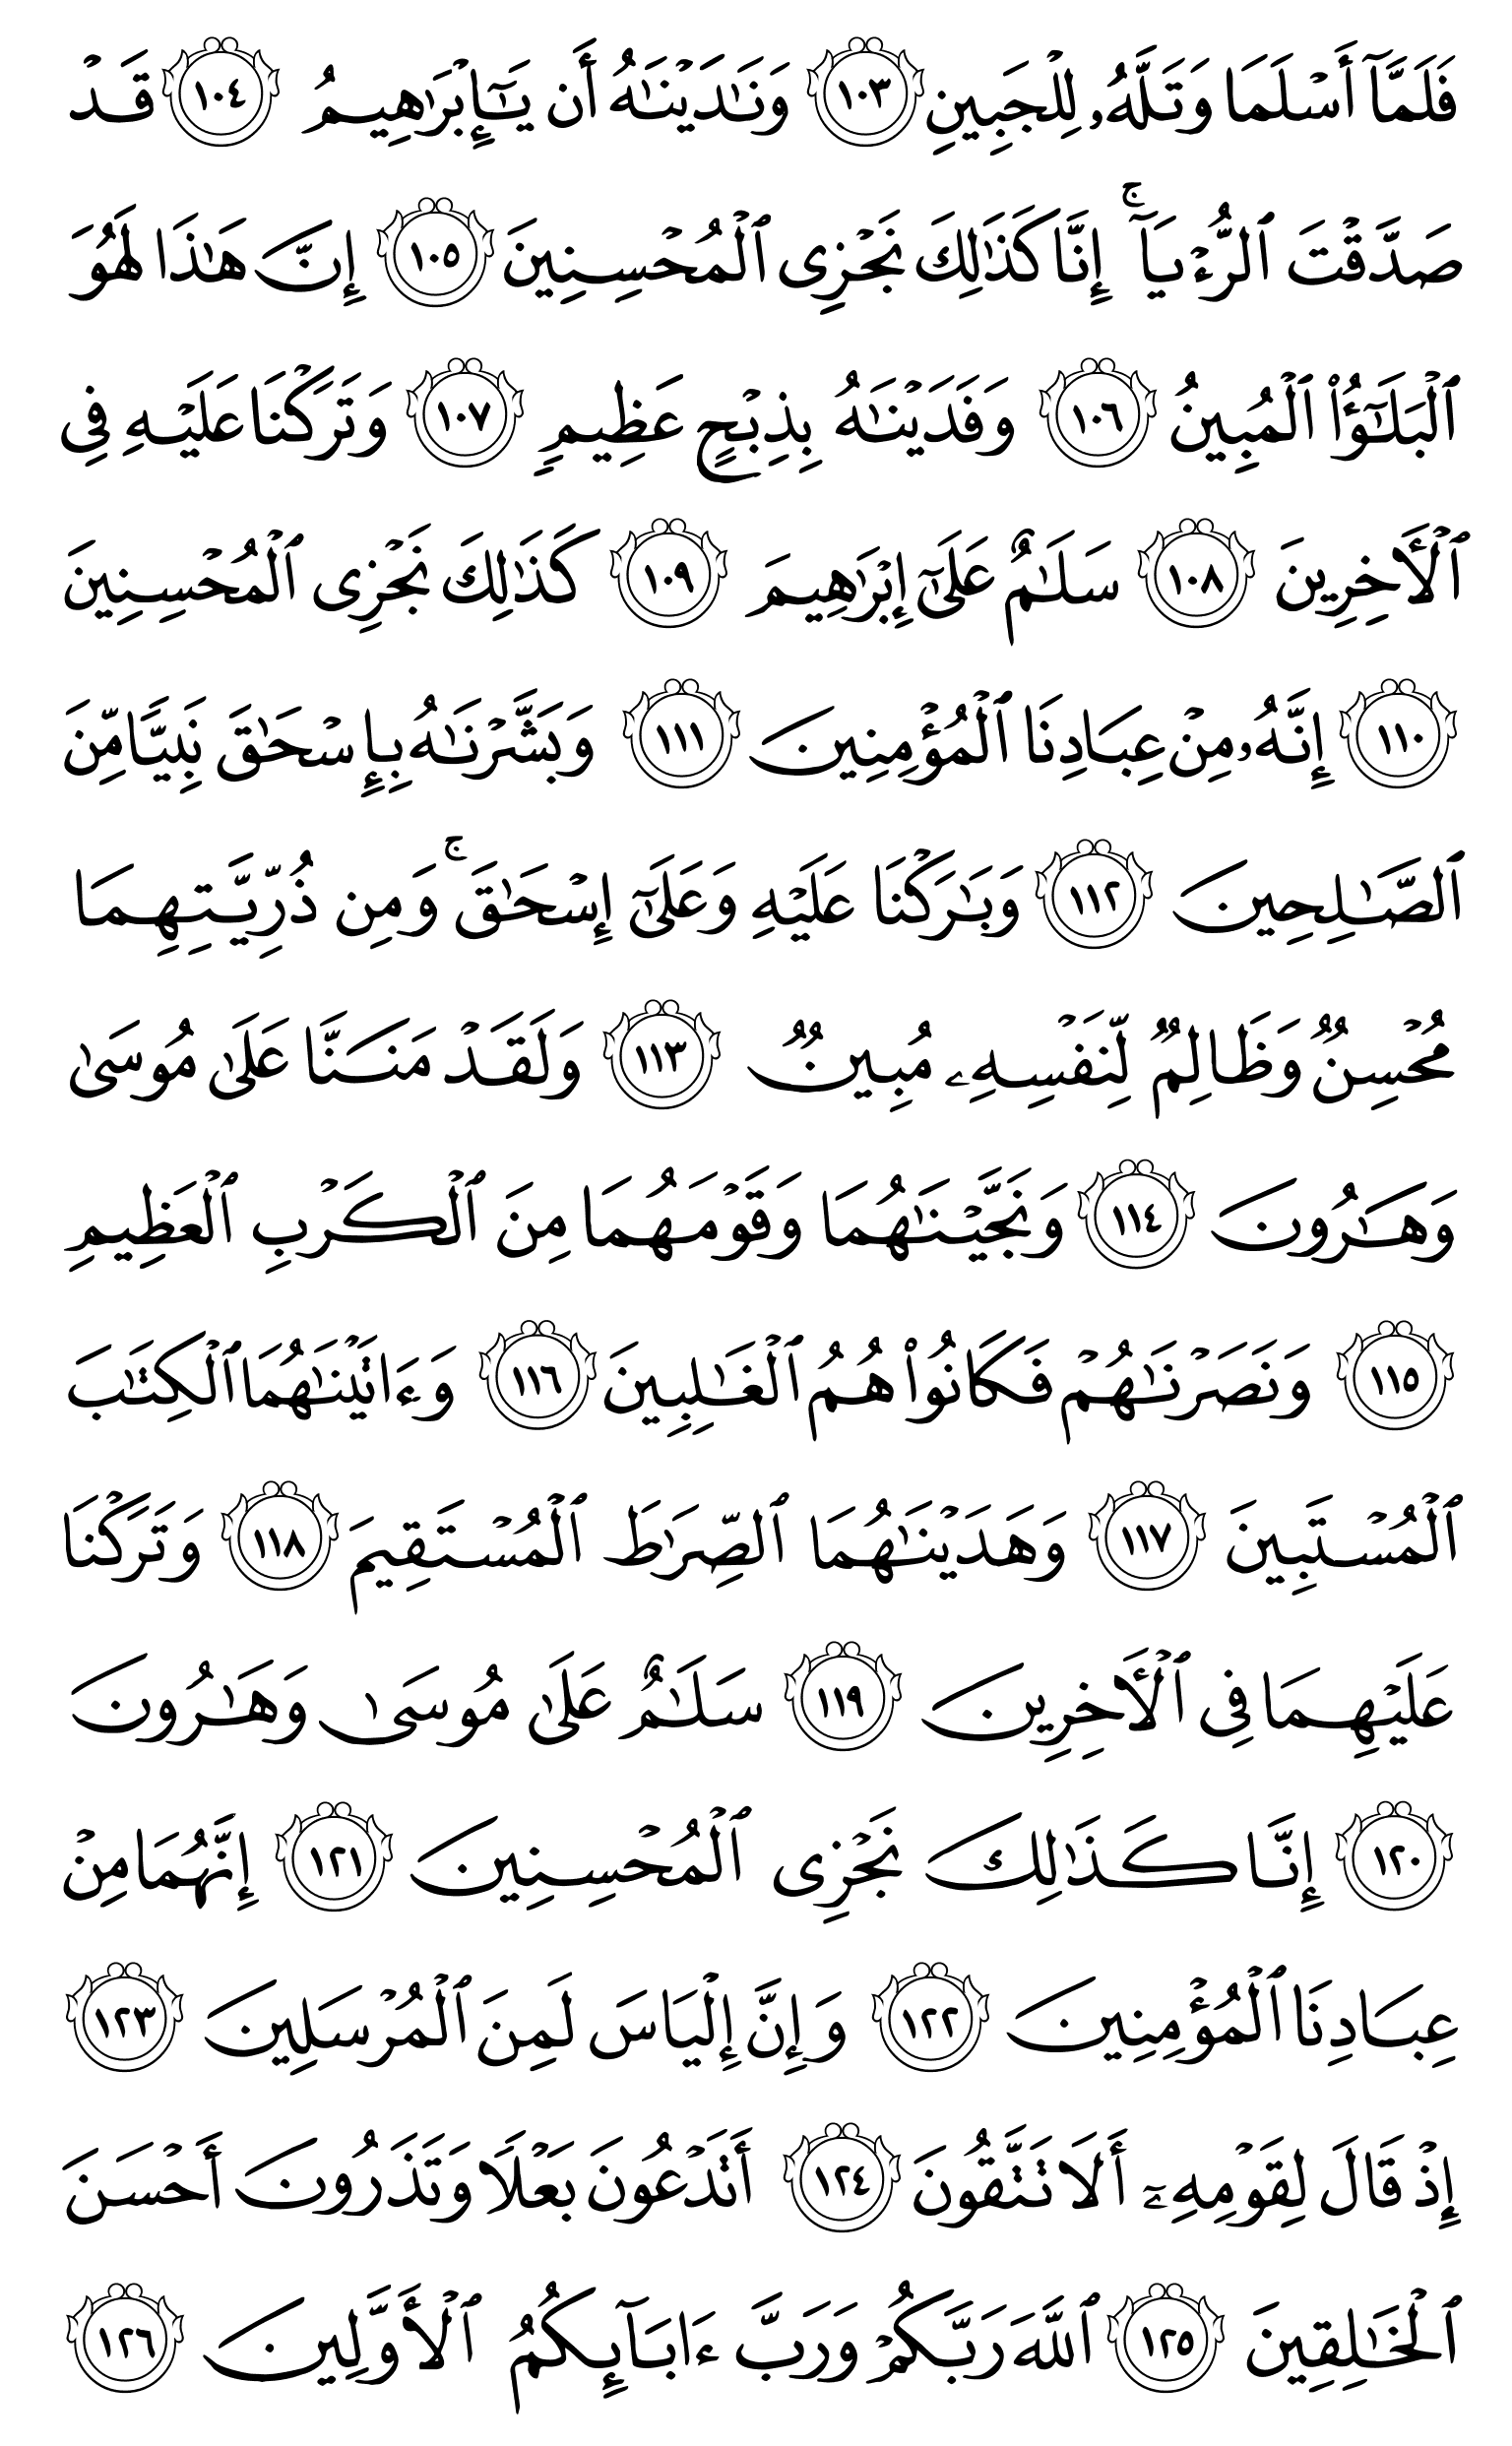 فَلَمَّآ أَسْلَمَا وَتَلَّهُۥ لِلْجَبِينِ ١٠٣ وَنَٰدَيْنَٰهُ أَن يَٰٓإِبْرَٰهِيمُ ١٠٤ قَدْ
صَدَّقْتَ ٱلرُّءْيَآ ۚ إِنَّا كَذَٰلِكَ نَجْزِى ٱلْمُحْسِنِينَ ١٠٥ إِنَّ هَٰذَا لَهُوَ
ٱلْبَلَٰٓؤُا۟ ٱلْمُبِينُ ١٠٦ وَفَدَيْنَٰهُ بِذِبْحٍ عَظِيمٍ ١٠٧ وَتَرَكْنَا عَلَيْهِ فِى
ٱلْأَخِرِينَ ١٠٨ سَلَٰمٌ عَلَىٰٓ إِبْرَٰهِيمَ ١٠٩ كَذَٰلِكَ نَجْزِى ٱلْمُحْسِنِينَ
١١٠ إِنَّهُۥ مِنْ عِبَادِنَا ٱلْمُؤْمِنِينَ ١١١ وَبَشَّرْنَٰهُ بِإِسْحَٰقَ نَبِيًّا مِّنَ
ٱلصَّٰلِحِينَ ١١٢ وَبَٰرَكْنَا عَلَيْهِ وَعَلَىٰٓ إِسْحَٰقَ ۚ وَمِن ذُرِّيَّتِهِمَا
مُحْسِنٌ وَظَالِمٌ لِّنَفْسِهِۦ مُبِينٌ ١١٣ وَلَقَدْ مَنَنَّا عَلَىٰ مُوسَىٰ
وَهَٰرُونَ ١١٤ وَنَجَّيْنَٰهُمَا وَقَوْمَهُمَا مِنَ ٱلْكَرْبِ ٱلْعَظِيمِ
١١٥ وَنَصَرْنَٰهُمْ فَكَانُوا۟ هُمُ ٱلْغَٰلِبِينَ ١١٦ وَءَاتَيْنَٰهُمَا ٱلْكِتَٰبَ
ٱلْمُسْتَبِينَ ١١٧ وَهَدَيْنَٰهُمَا ٱلصِّرَٰطَ ٱلْمُسْتَقِيمَ ١١٨ وَتَرَكْنَا
عَلَيْهِمَا فِى ٱلْأَخِرِينَ ١١٩ سَلَٰمٌ عَلَىٰ مُوسَىٰ وَهَٰرُونَ
١٢٠ إِنَّا كَذَٰلِكَ نَجْزِى ٱلْمُحْسِنِينَ ١٢١ إِنَّهُمَا مِنْ
عِبَادِنَا ٱلْمُؤْمِنِينَ ١٢٢ وَإِنَّ إِلْيَاسَ لَمِنَ ٱلْمُرْسَلِينَ ١٢٣
إِذْ قَالَ لِقَوْمِهِۦٓ أَلَا تَتَّقُونَ ١٢٤ أَتَدْعُونَ بَعْلًا وَتَذَرُونَ أَحْسَنَ
ٱلْخَٰلِقِينَ ١٢٥ ٱللَّهَ رَبَّكُمْ وَرَبَّ ءَابَآئِكُمُ ٱلْأَوَّلِينَ ١٢٦